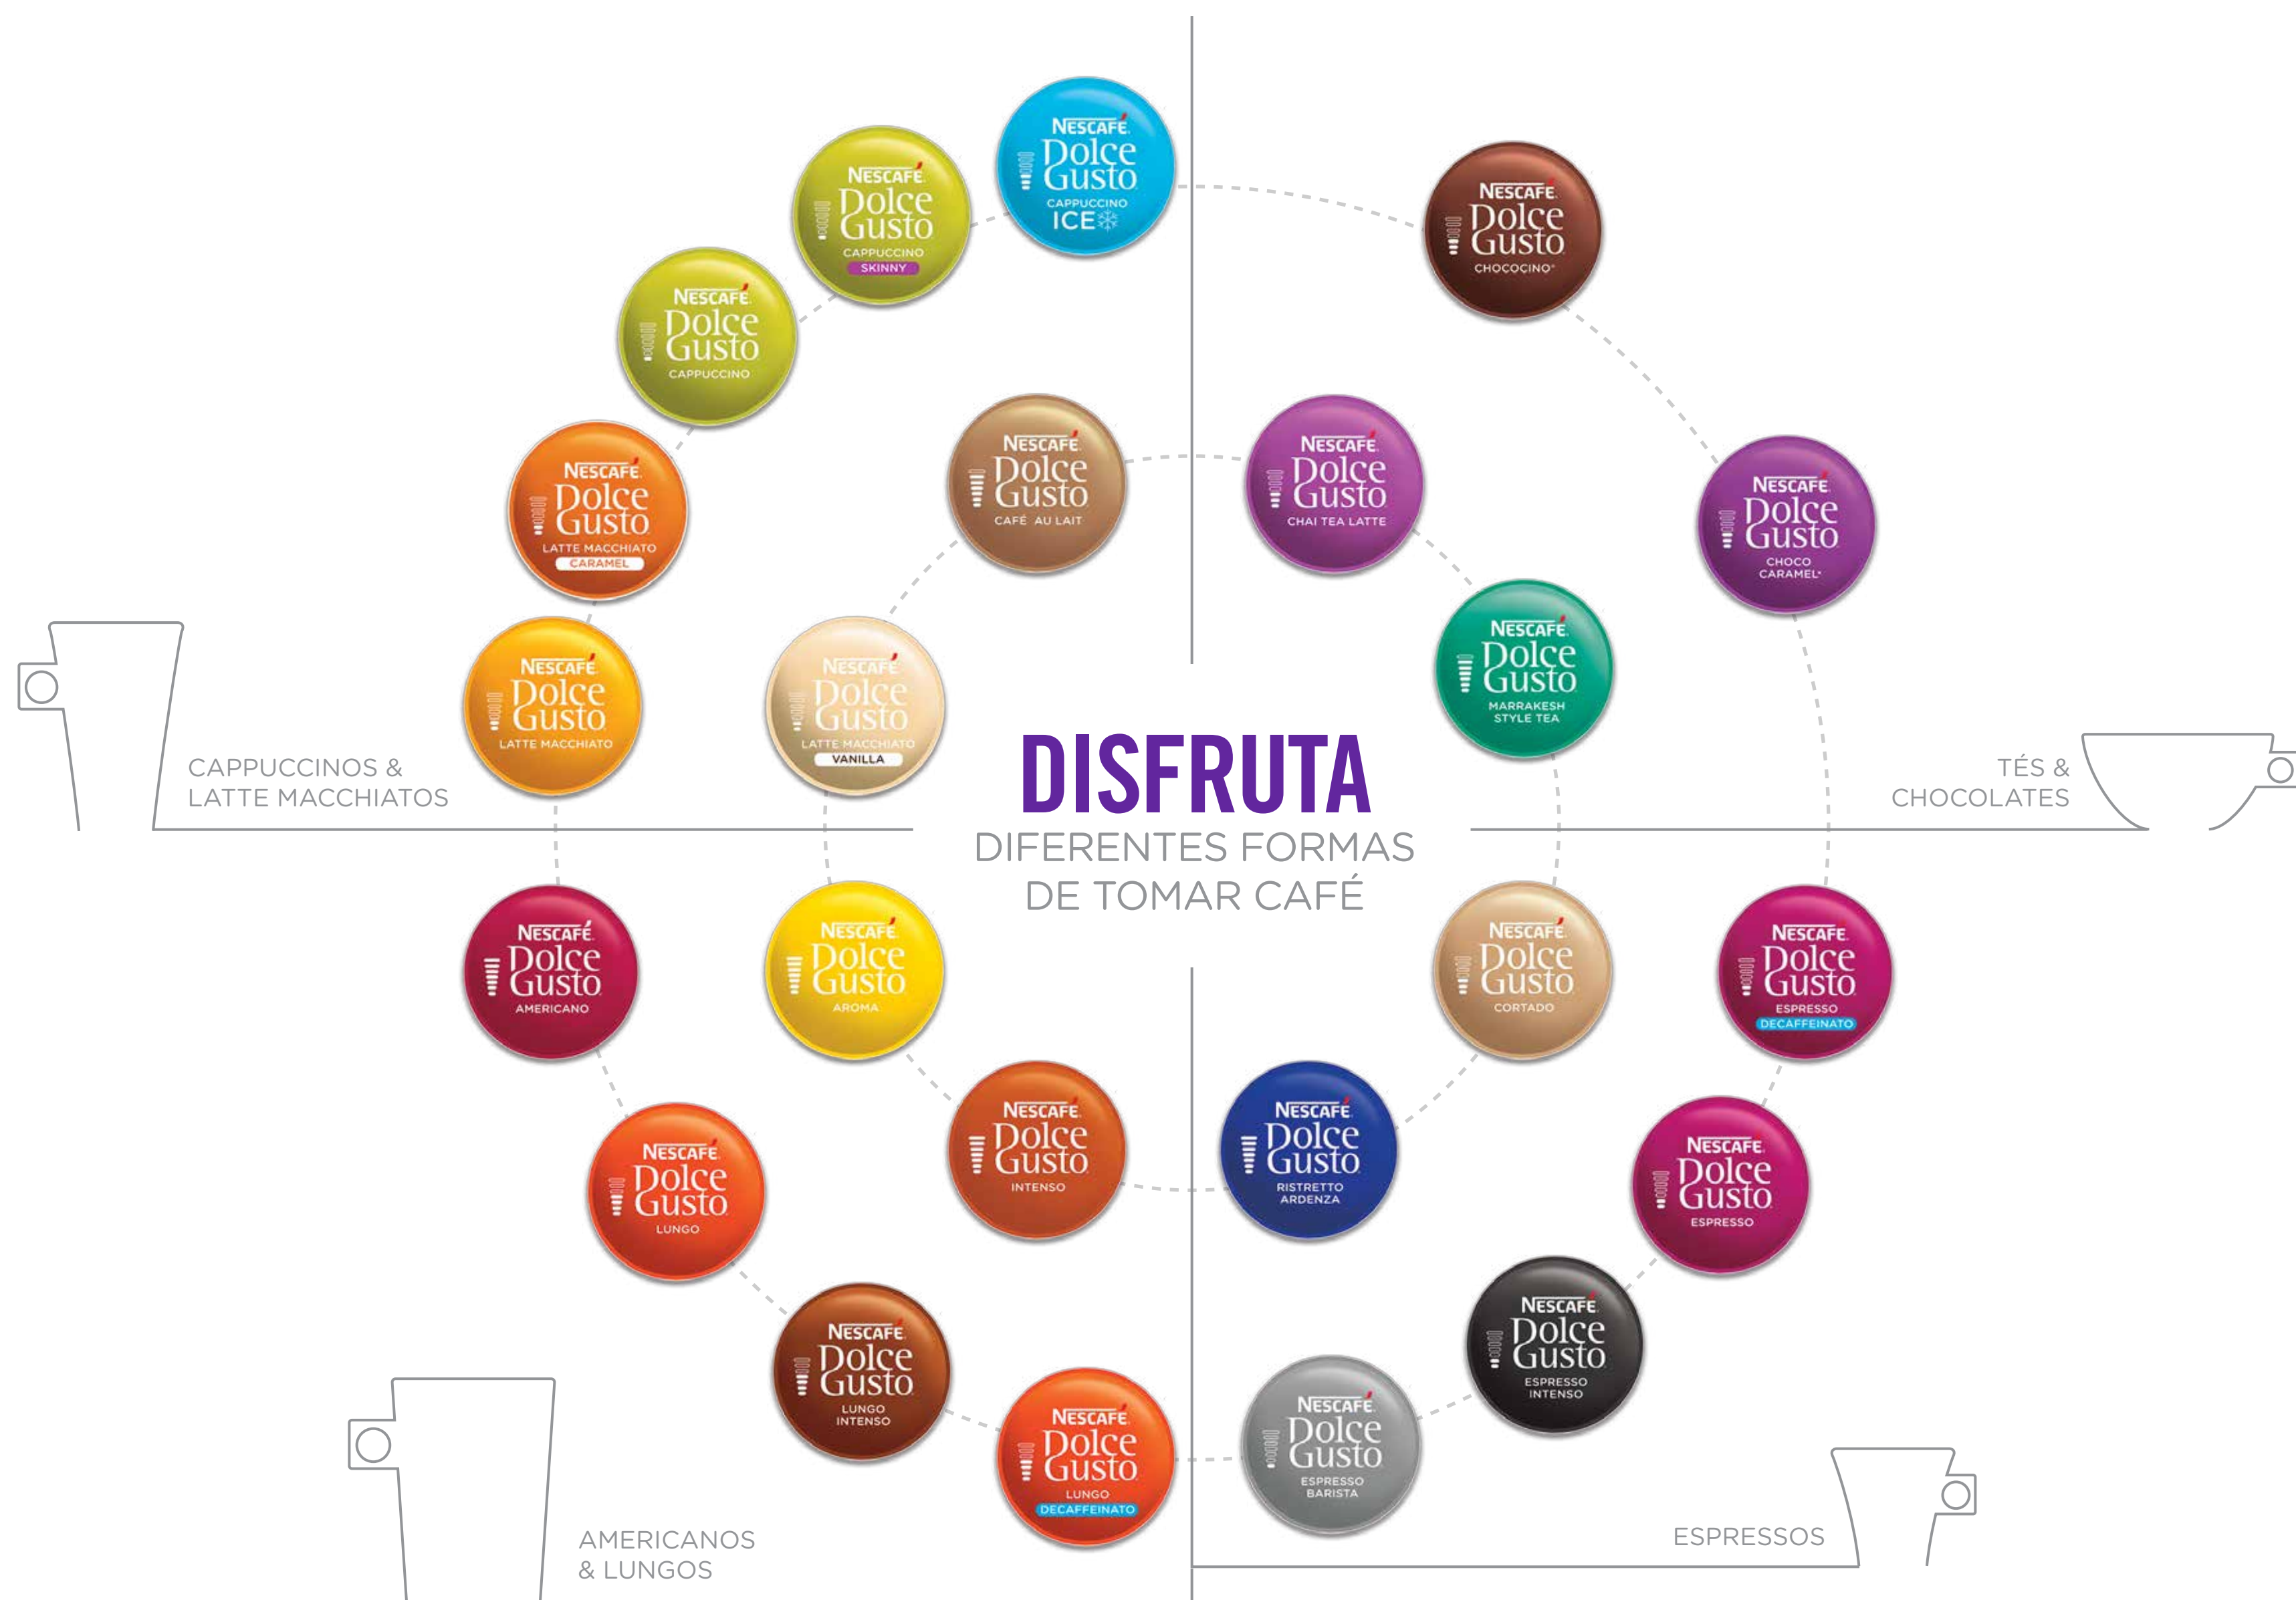 NESCAFÉ
Dolce
Gusto
CAPPUCCINO
ICE
NESCAFÉ
Dolce
Gusto
CAPPUCCINO
SKINNY
NESCAFÉ
Dolce
Gusto
CAPPUCCINO
NESCAFÉ
Dolce
Gusto
LATTE MACCHIATO
CARAMEL
NESCAFÉ
Dolce
Gusto
LATTE MACCHIATO
NESCAFÉ
Dolce
Gusto
CAFÉ AU LAIT
NESCAFÉ
Dolce
Gusto
LATTE MACCHIATO
VANILLA
CAPPUCCINOS &
LATTE MACCHIATOS
NESCAFÉ
Dolce
Gusto
CHOCOCINO®
NESCAFÉ
Dolce
Gusto
CHAI TEA LATTE
NESCAFÉ
Dolce
Gusto
CHOCO
CARAMEL*
NESCAFÉ
Dolce
Gusto
MARRAKESH
STYLE TEA
TÉS &
CHOCOLATES
DISFRUTA
DIFERENTES FORMAS
DE TOMAR CAFÉ
NESCAFÉ
Dolce
Gusto
AMERICANO
NESCAFÉ
Dolce
Gusto
AROMA
NESCAFÉ
Dolce
Gusto
INTENSO
NESCAFÉ
Dolce
Gusto
LUNGO
NESCAFÉ
Dolce
Gusto
LUNGO
INTENSO
NESCAFÉ
Dolce
Gusto
LUNGO
DECAFFEINATO
AMERICANOS
& LUNGOS
NESCAFÉ
Dolce
Gusto
CORTADO
NESCAFÉ
Dolce
Gusto
ESPRESSO
DECAFFEINATO
NESCAFÉ
Dolce
Gusto
RISTRETTO
ARDENZA
NESCAFÉ
Dolce
Gusto
ESPRESSO
NESCAFÉ
Dolce
Gusto
ESPRESSO
INTENSO
NESCAFÉ
Dolce
Gusto
ESPRESSO
BARISTA
ESPRESSOS